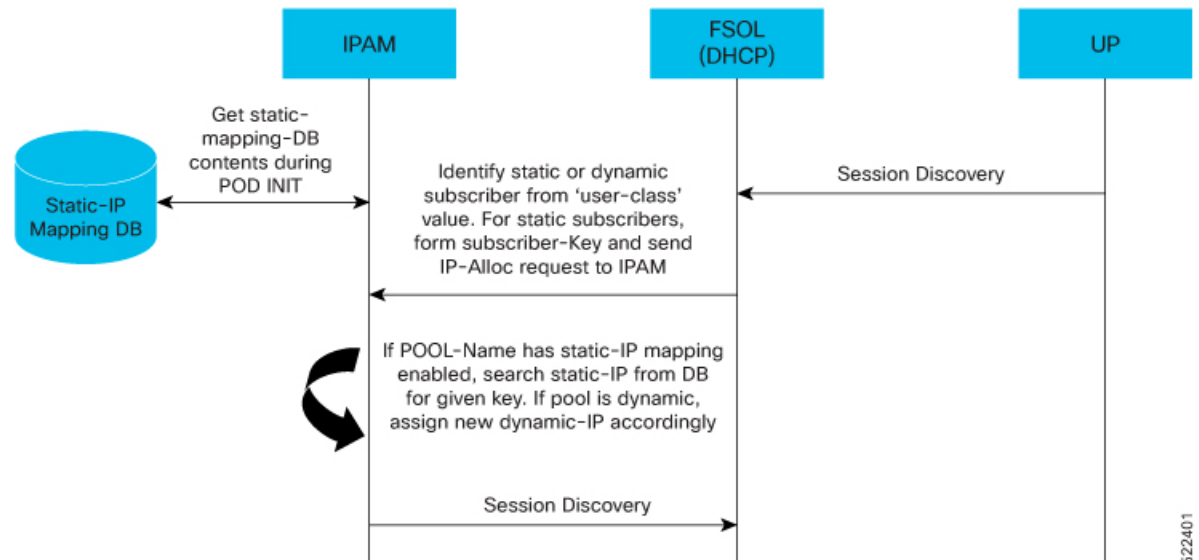 IPAM
FSOL
(DHCP)
UP
Get static-
mapping-DB
contents during
POD INIT
Static-IP
Mapping DB
Identify static or dynamic
subscriber from ‘user-class’
value. For static subscribers,
form subscriber-Key and send
IP-Alloc request to IPAM
Session Discovery
If POOL-Name has static-IP mapping
enabled, search static-IP from DB
for given key. If pool is dynamic,
assign new dynamic-IP accordingly
Session Discovery